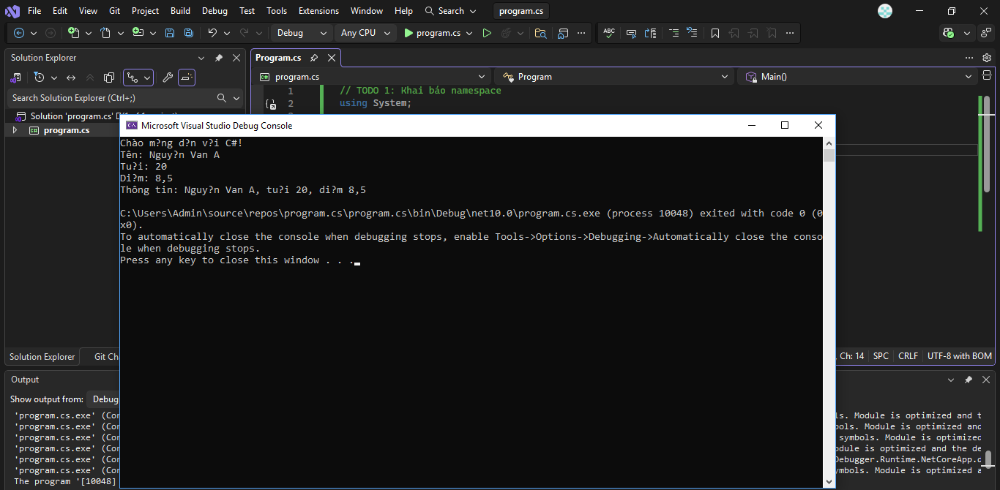 File Edit View Git Project Build Debug Test Tools Extensions Window Help Search program.cs
Debug Any CPU program.cs
Solution Explorer
Program.cs
program.cs Program Main()
Search Solution Explorer (Ctrl+;)
1 // TODO 1: Khai báo namespace
2 using System;
Solution 'program.cs'
program.cs
Microsoft Visual Studio Debug Console
Chào m?ng d?n v?i C#!
Tên: Nguy?n Van A
Tu?i: 20
Di?m: 8,5
Thông tin: Nguy?n Van A, tu?i 20, di?m 8,5
C:\Users\Admin\source\repos\program.cs\program.cs\bin\Debug\net10.0\program.cs.exe (process 10048) exited with code 0 (0
x0).
To automatically close the console when debugging stops, enable Tools->Options->Debugging->Automatically close the conso
le when debugging stops.
Press any key to close this window . . .
Solution Explorer Git
Ch: 14 SPC CRLF UTF-8 with BOM
Output
Show output from: Debug
'program.cs.exe' ls. Module is optimized and t
'program.cs.exe' bols. Module is optimized and
'program.cs.exe' symbols. Module is optimized
'program.cs.exe' odule is optimized and the de
'program.cs.exe' Debugger.Runtime.NetCoreApp.d
'program.cs.exe' ymbols. Module is optimized a
The program '[10048]